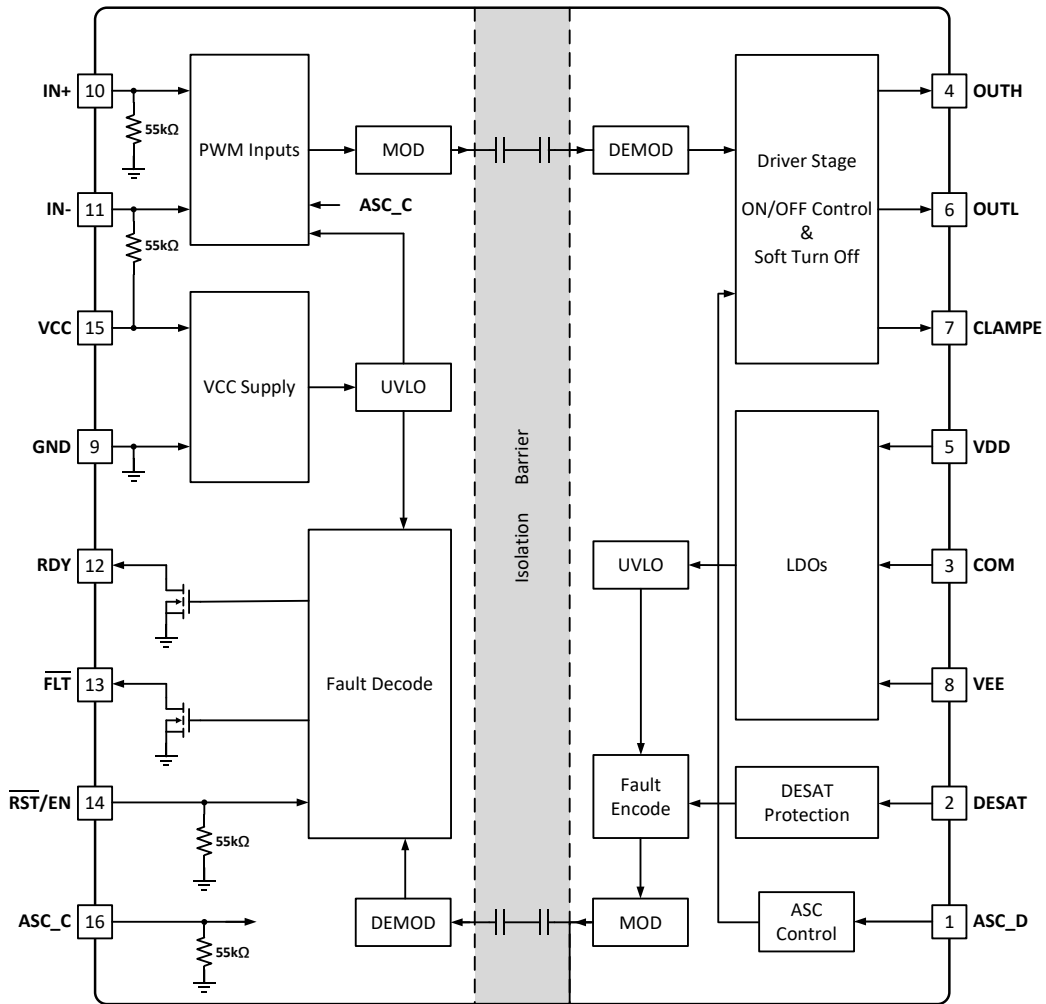 IN+
10
55kΩ
PWM Inputs
MOD
DEMOD
Driver Stage
ON/OFF Control
&
Soft Turn Off
4
OUTH
IN-
11
55kΩ
ASC_C
6
OUTL
VCC
15
VCC Supply
UVLO
7
CLAMPE
GND
9
Isolation Barrier
5
VDD
RDY
12
UVLO
LDOs
3
COM
FLT
13
Fault Decode
8
VEE
RST/EN
14
55kΩ
Fault
Encode
DESAT
Protection
2
DESAT
ASC_C
16
55kΩ
DEMOD
MOD
ASC
Control
1
ASC_D